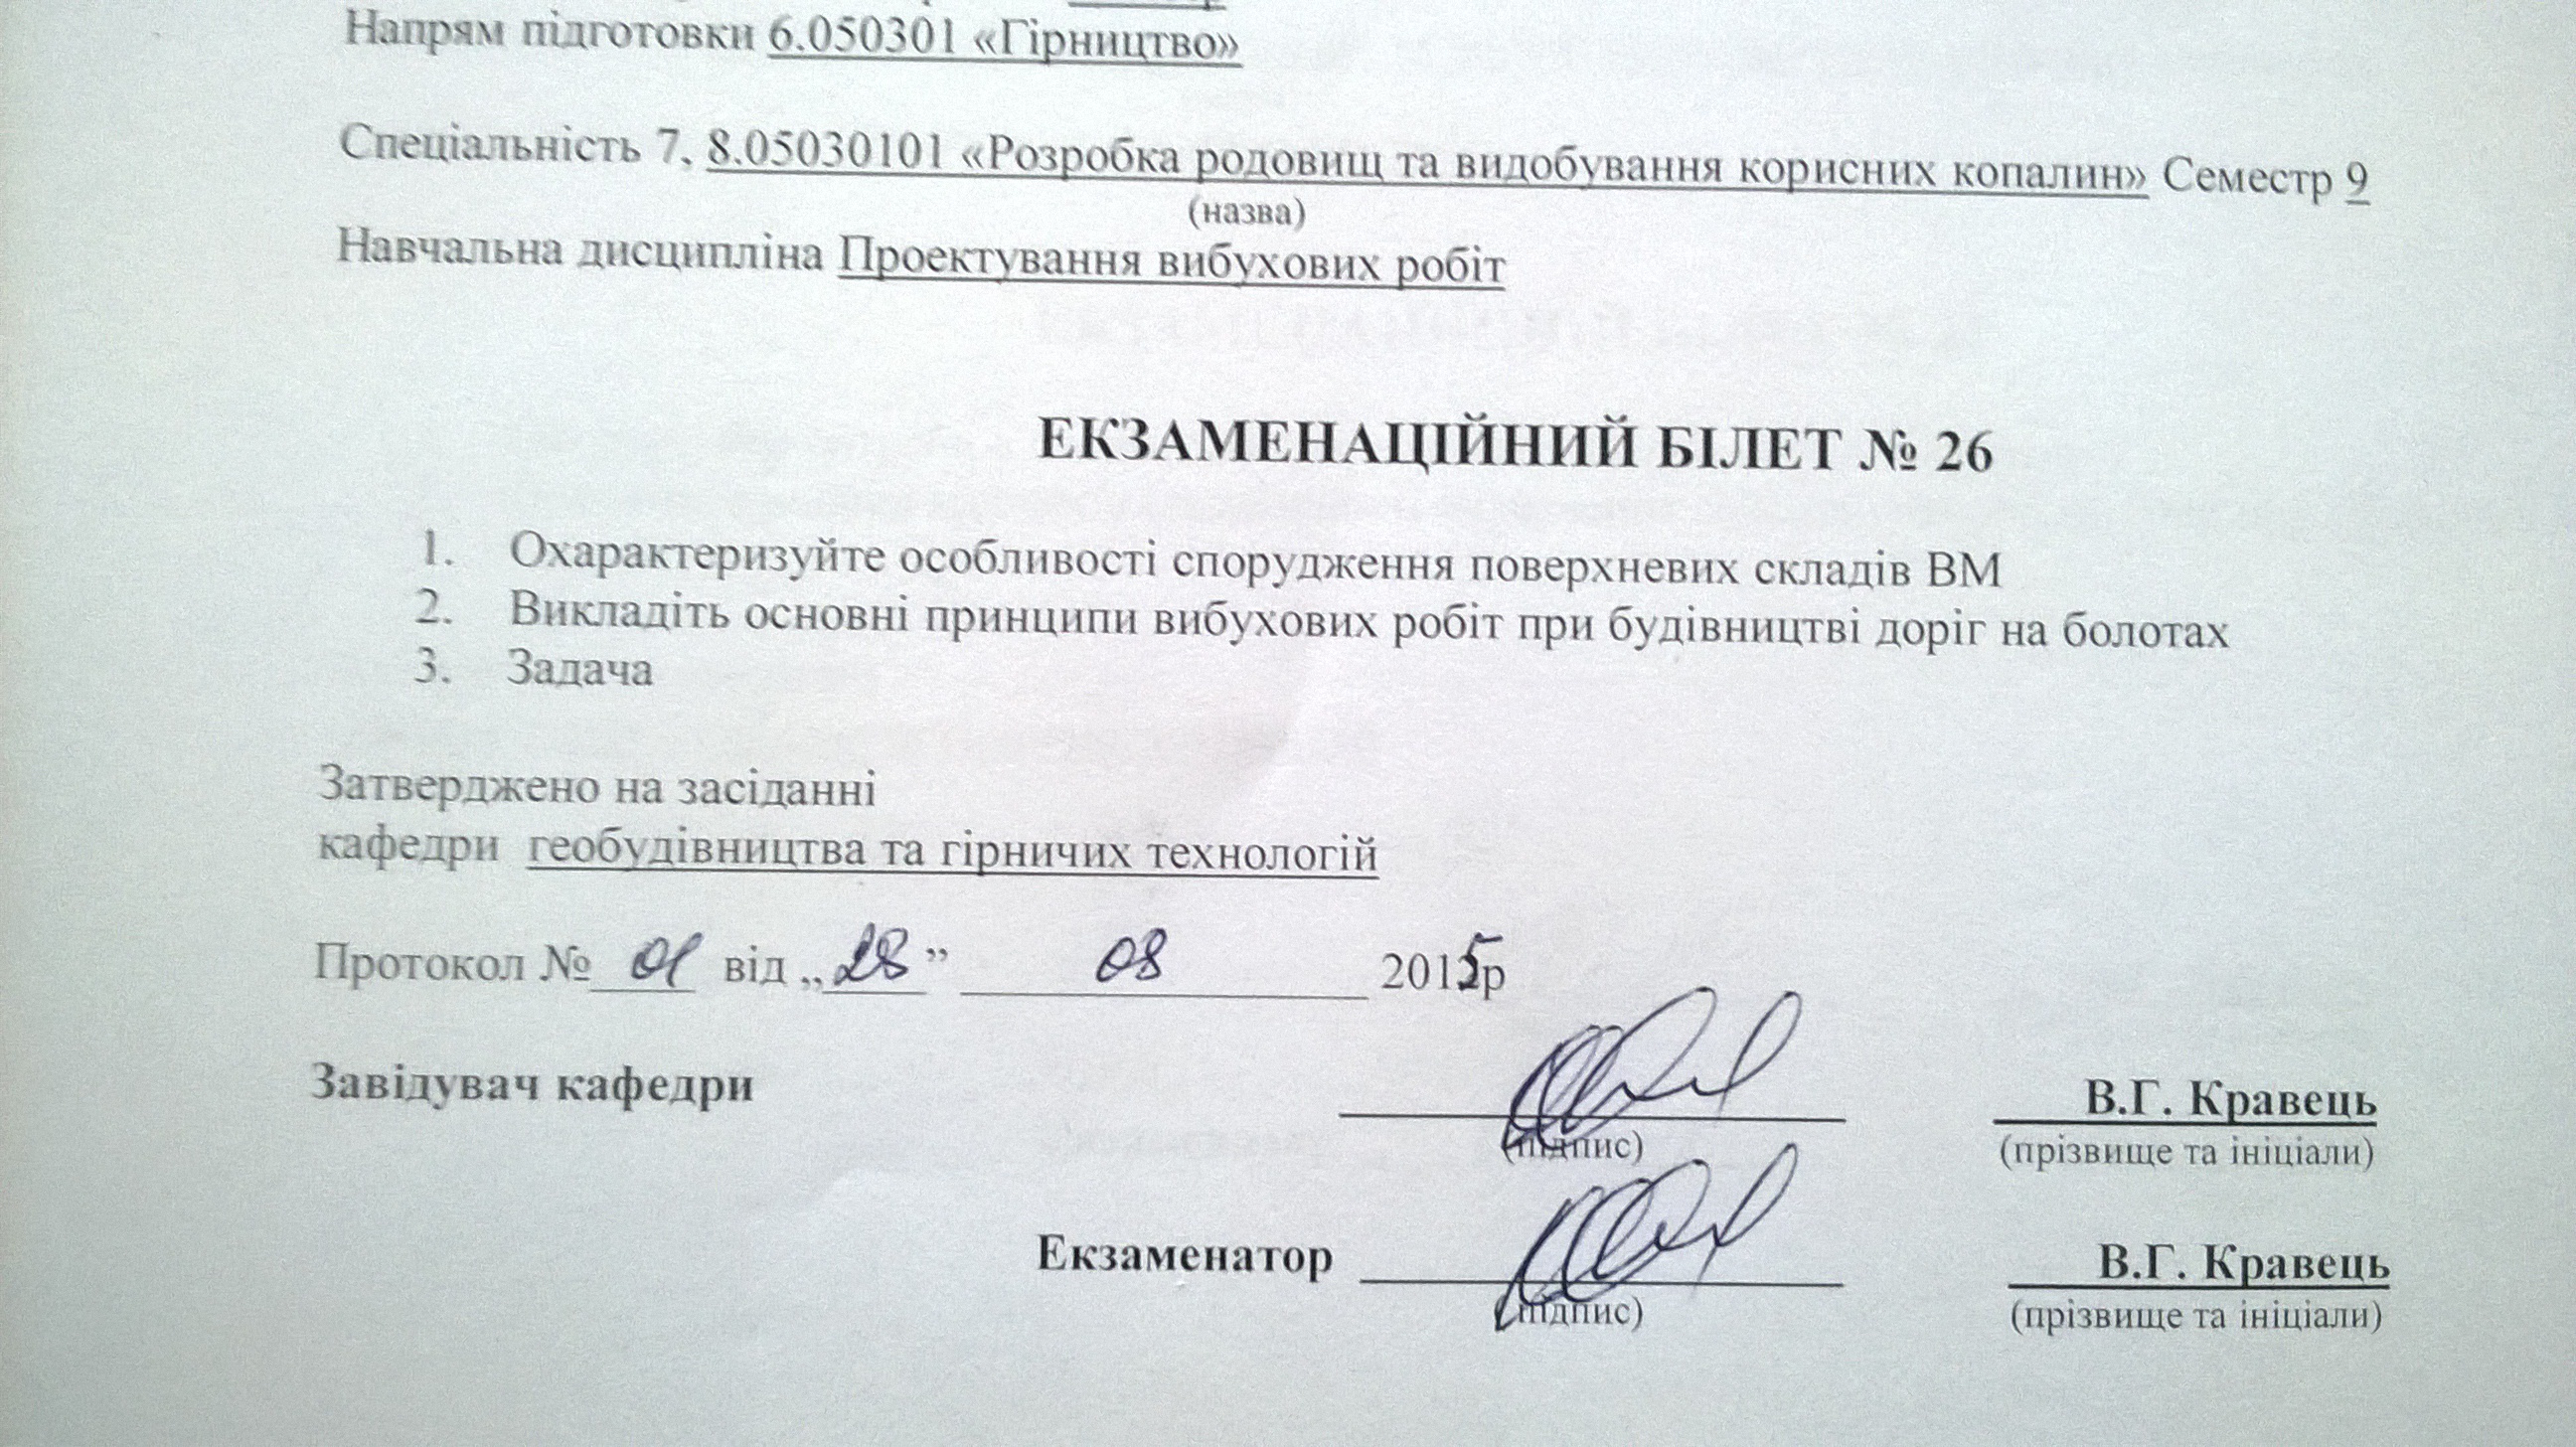 Напрям підготовки 6.050301 «Гірництво»
Спеціальність 7. 8.05030101 «Розробка родовищ та видобування корисних копалин» Семестр 9
(назва)
Навчальна дисципліна Проектування вибухових робіт
ЕКЗАМЕНАЦІЙНИЙ БІЛЕТ № 26
1. Охарактеризуйте особливості спорудження поверхневих складів ВМ
2. Викладіть основні принципи вибухових робіт при будівництві доріг на болотах
3. Задача
Затверджено на засіданні
кафедри геобудівництва та гірничих технологій
Протокол № 01 від „28” 08 2015р
Завідувач кафедри В.Г. Кравець
(підпис) (прізвище та ініціали)
Екзаменатор В.Г. Кравець
(підпис) (прізвище та ініціали)